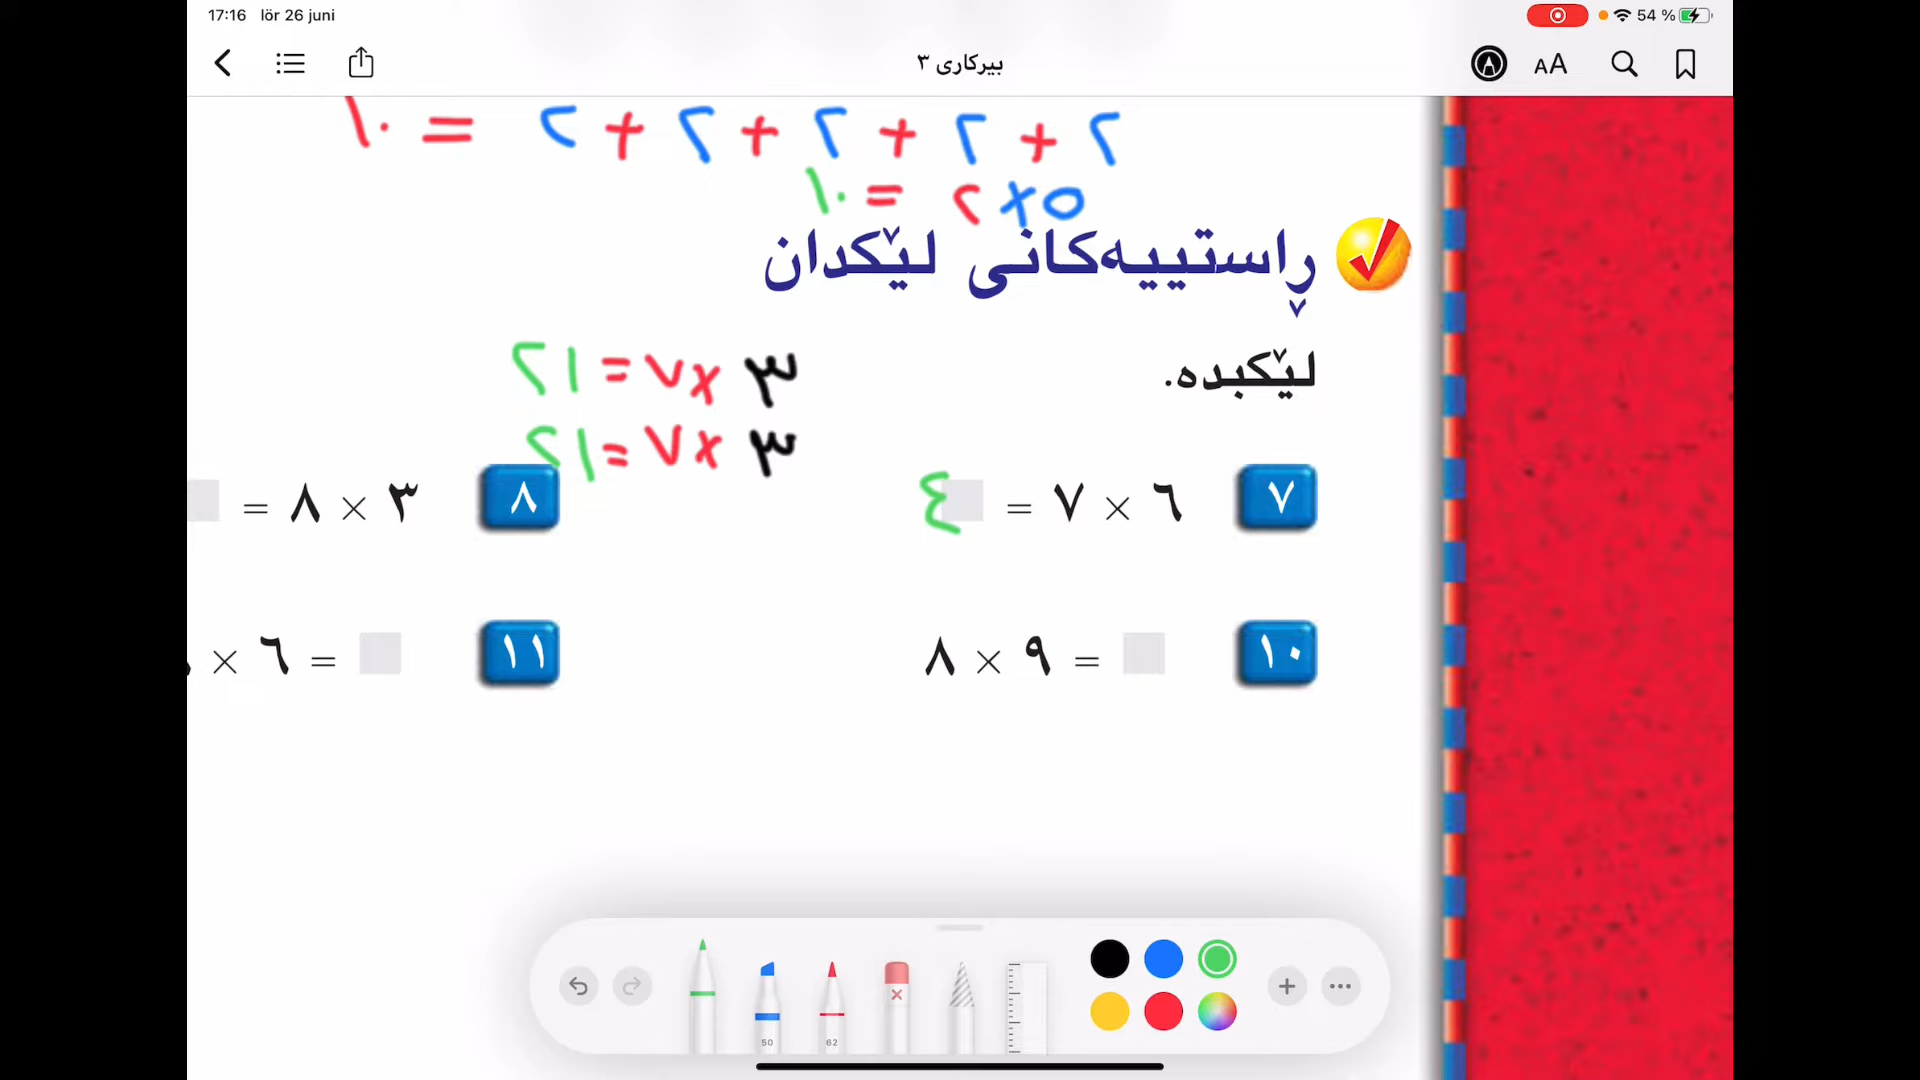 17:16 lör 26 juni 54 %
بیرکاری ٣
٢ + ٢ + ٢ + ٢ + ٢ = ١٠
٥ × ٢ = ١٠
ڕاستییەکانی لێکدان
لێکبدە.
٣ × ٧ = ٢١
٣ × ٧ = ٢١
٧ ٦ × ٧ = ٤
٨ ٣ × ٨ =
١٠ ٨ × ٩ =
١١ × ٦ =
50 62